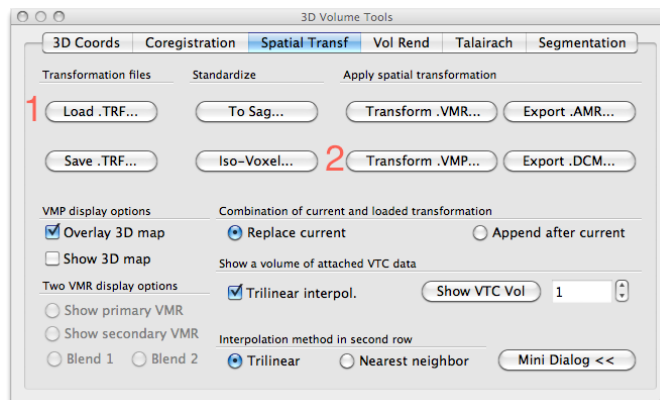 3D Volume Tools
3D Coords Coregistration Spatial Transf Vol Rend Talairach Segmentation
Transformation files Standardize Apply spatial transformation
1 Load .TRF... To Sag... Transform .VMR... Export .AMR...
Save .TRF... Iso-Voxel... 2 Transform .VMP... Export .DCM...
VMP display options Combination of current and loaded transformation
Overlay 3D map Replace current Append after current
Show 3D map
Show a volume of attached VTC data
Two VMR display options
Trilinear interpol. Show VTC Vol 1
Show primary VMR
Show secondary VMR
Interpolation method in second row
Blend 1 Blend 2 Trilinear Nearest neighbor Mini Dialog <<